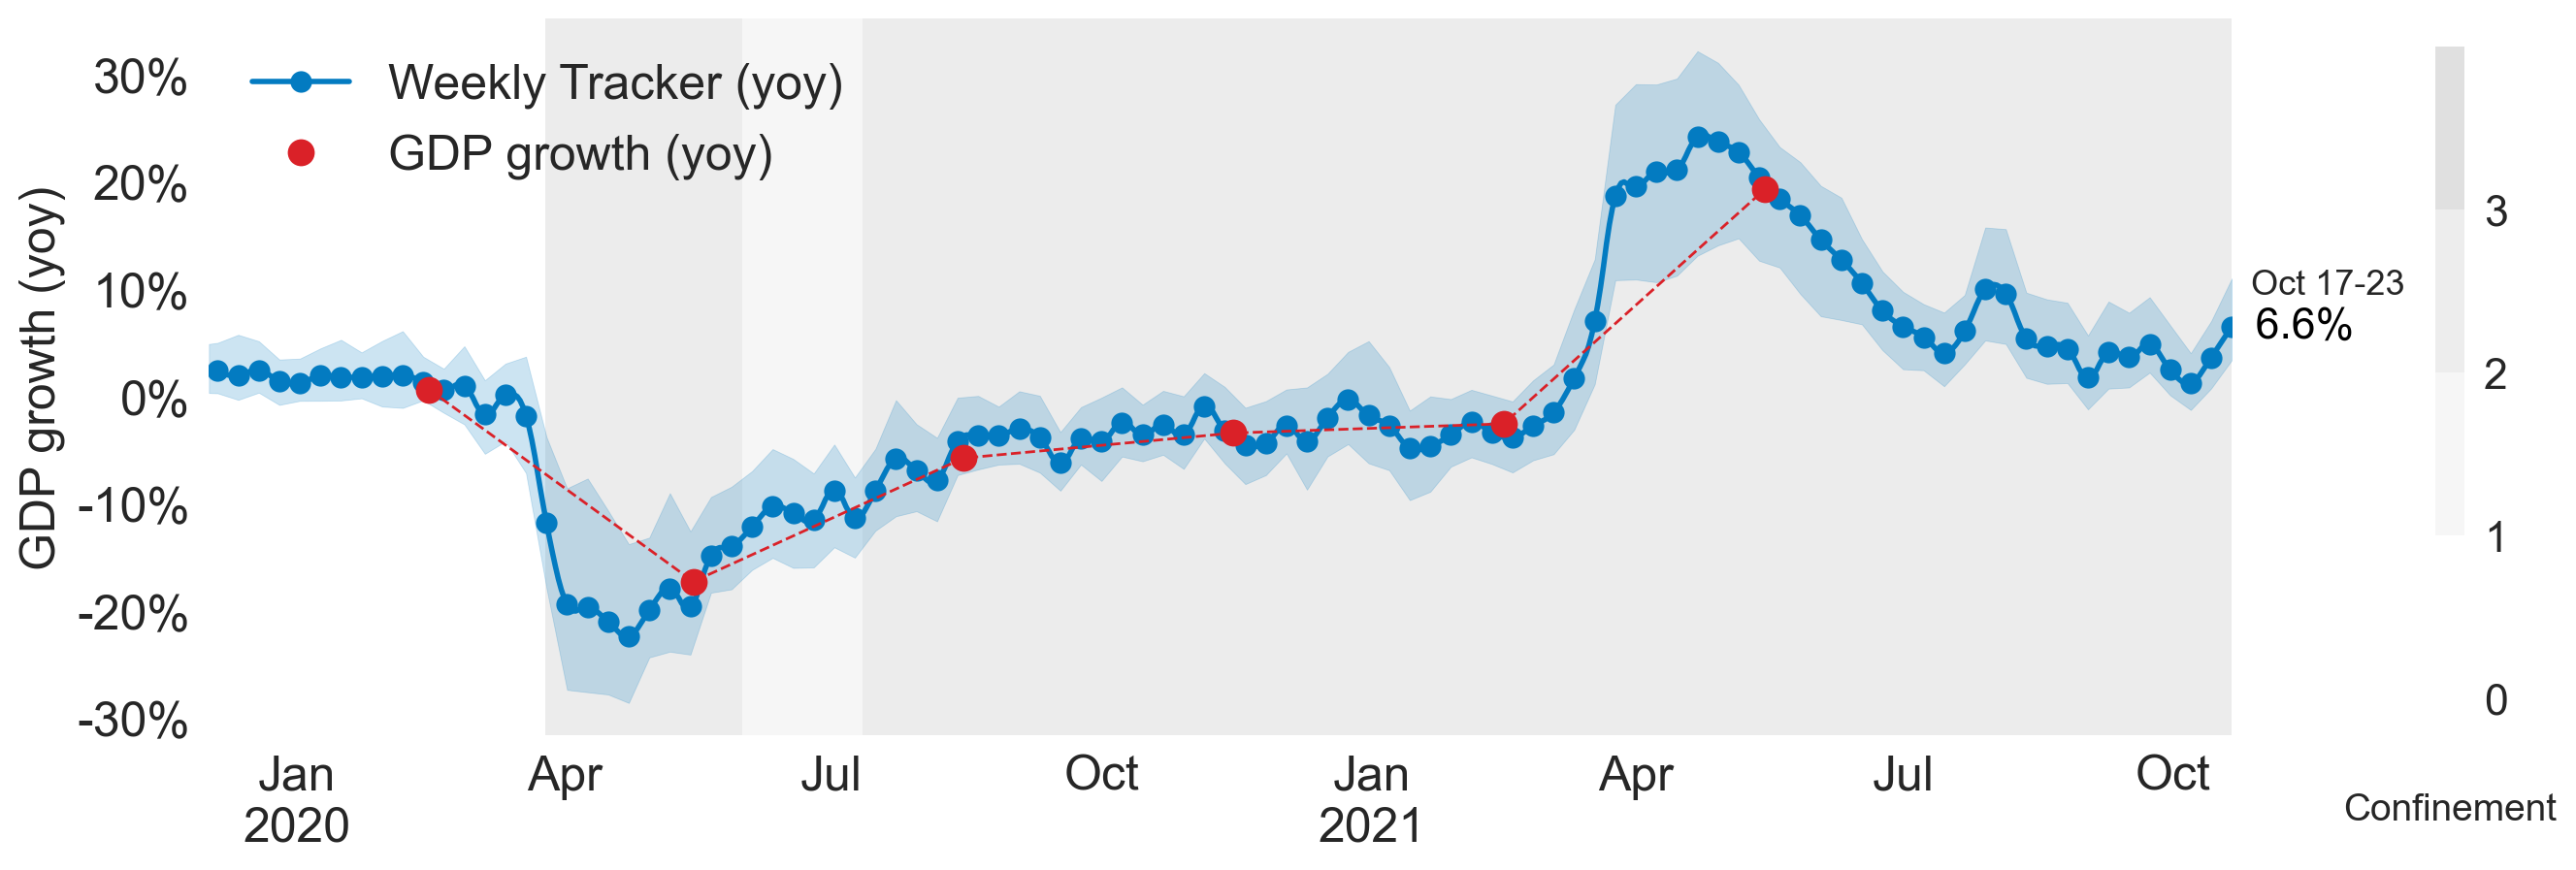 Weekly Tracker (yoy)
GDP growth (yoy)
GDP growth (yoy)
30%
20%
10%
0%
-10%
-20%
-30%
Jan
2020
Apr
Jul
Oct
Jan
2021
Apr
Jul
Oct
Oct 17-23
6.6%
3
2
1
0
Confinement